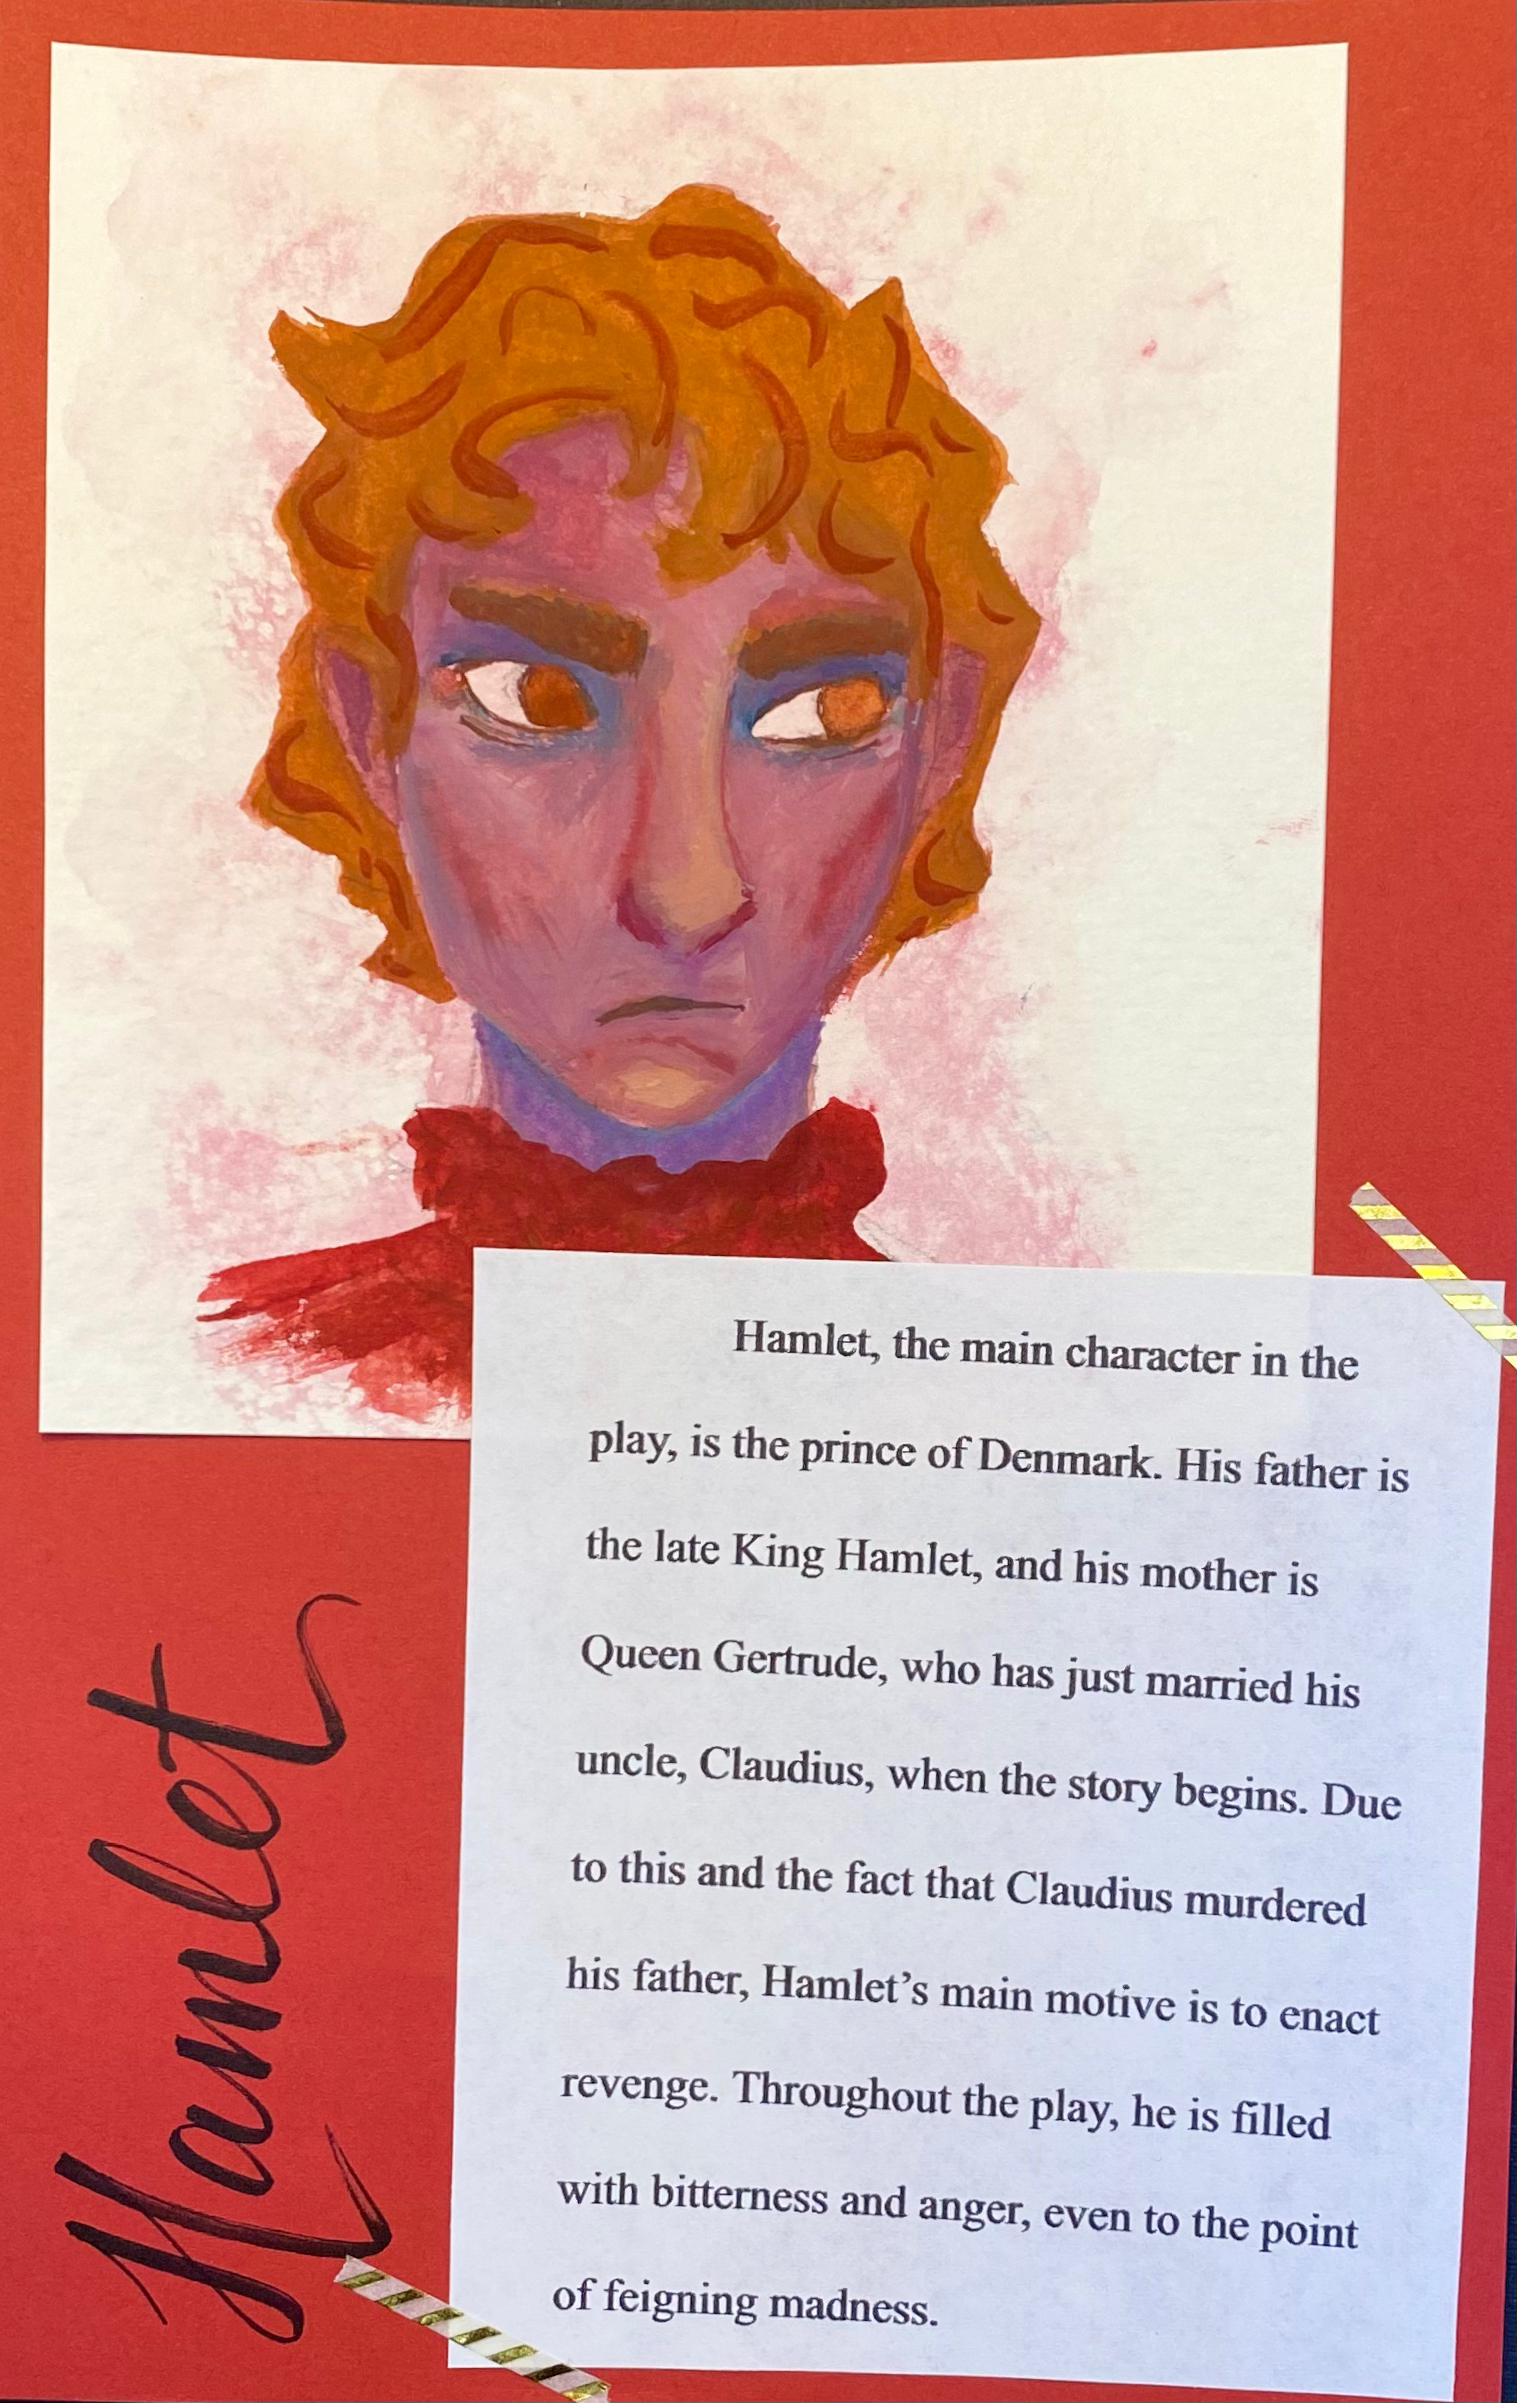 Hamlet, the main character in the
play, is the prince of Denmark. His father is
the late King Hamlet, and his mother is
Queen Gertrude, who has just married his
uncle, Claudius, when the story begins. Due
to this and the fact that Claudius murdered
his father, Hamlet’s main motive is to enact
revenge. Throughout the play, he is filled
with bitterness and anger, even to the point
of feigning madness.
Hamlet